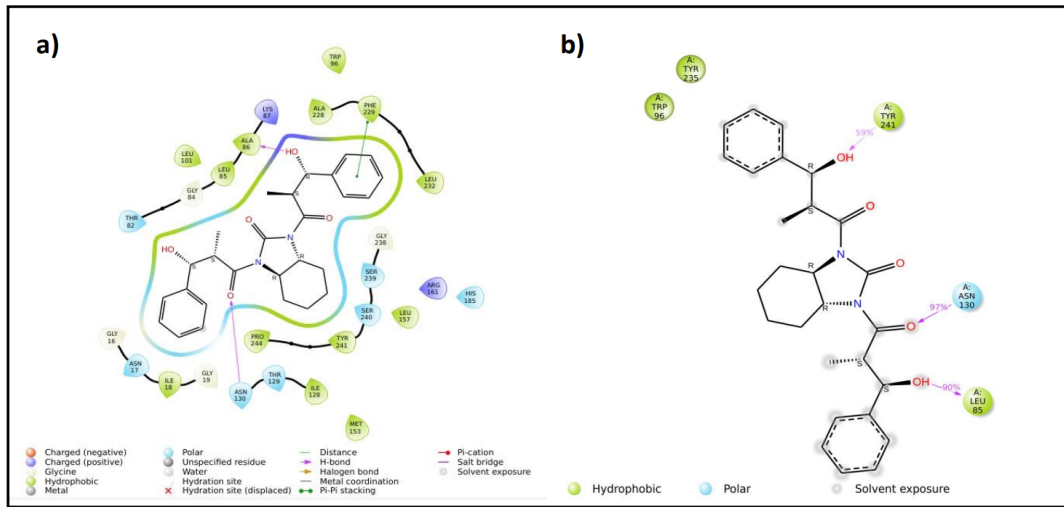 a)
TRP
96
LYS
87
ALA
228
PHE
229
ALA
86
LEU
101
LEU
85
GLY
84
THR
82
LEU
232
HO
R
S
O
O
N
N
R
R
HO
S
S
O
O
GLY
238
SER
239
ARG
161
HIS
185
SER
240
LEU
157
PRO
244
TYR
241
GLY
16
ASN
17
ILE
18
GLY
19
ASN
130
THR
129
ILE
128
MET
153
Charged (negative)
Charged (positive)
Glycine
Hydrophobic
Metal
Polar
Unspecified residue
Water
Hydration site
Hydration site (displaced)
Distance
H-bond
Halogen bond
Metal coordination
Pi-Pi stacking
Pi-cation
Salt bridge
Solvent exposure
b)
A:
TYR
235
A:
TRP
96
A:
TYR
241
59%
OH
R
S
O
N
R
O
R
N
A:
ASN
130
97%
O
S
S
OH
90%
A:
LEU
85
Hydrophobic
Polar
Solvent exposure